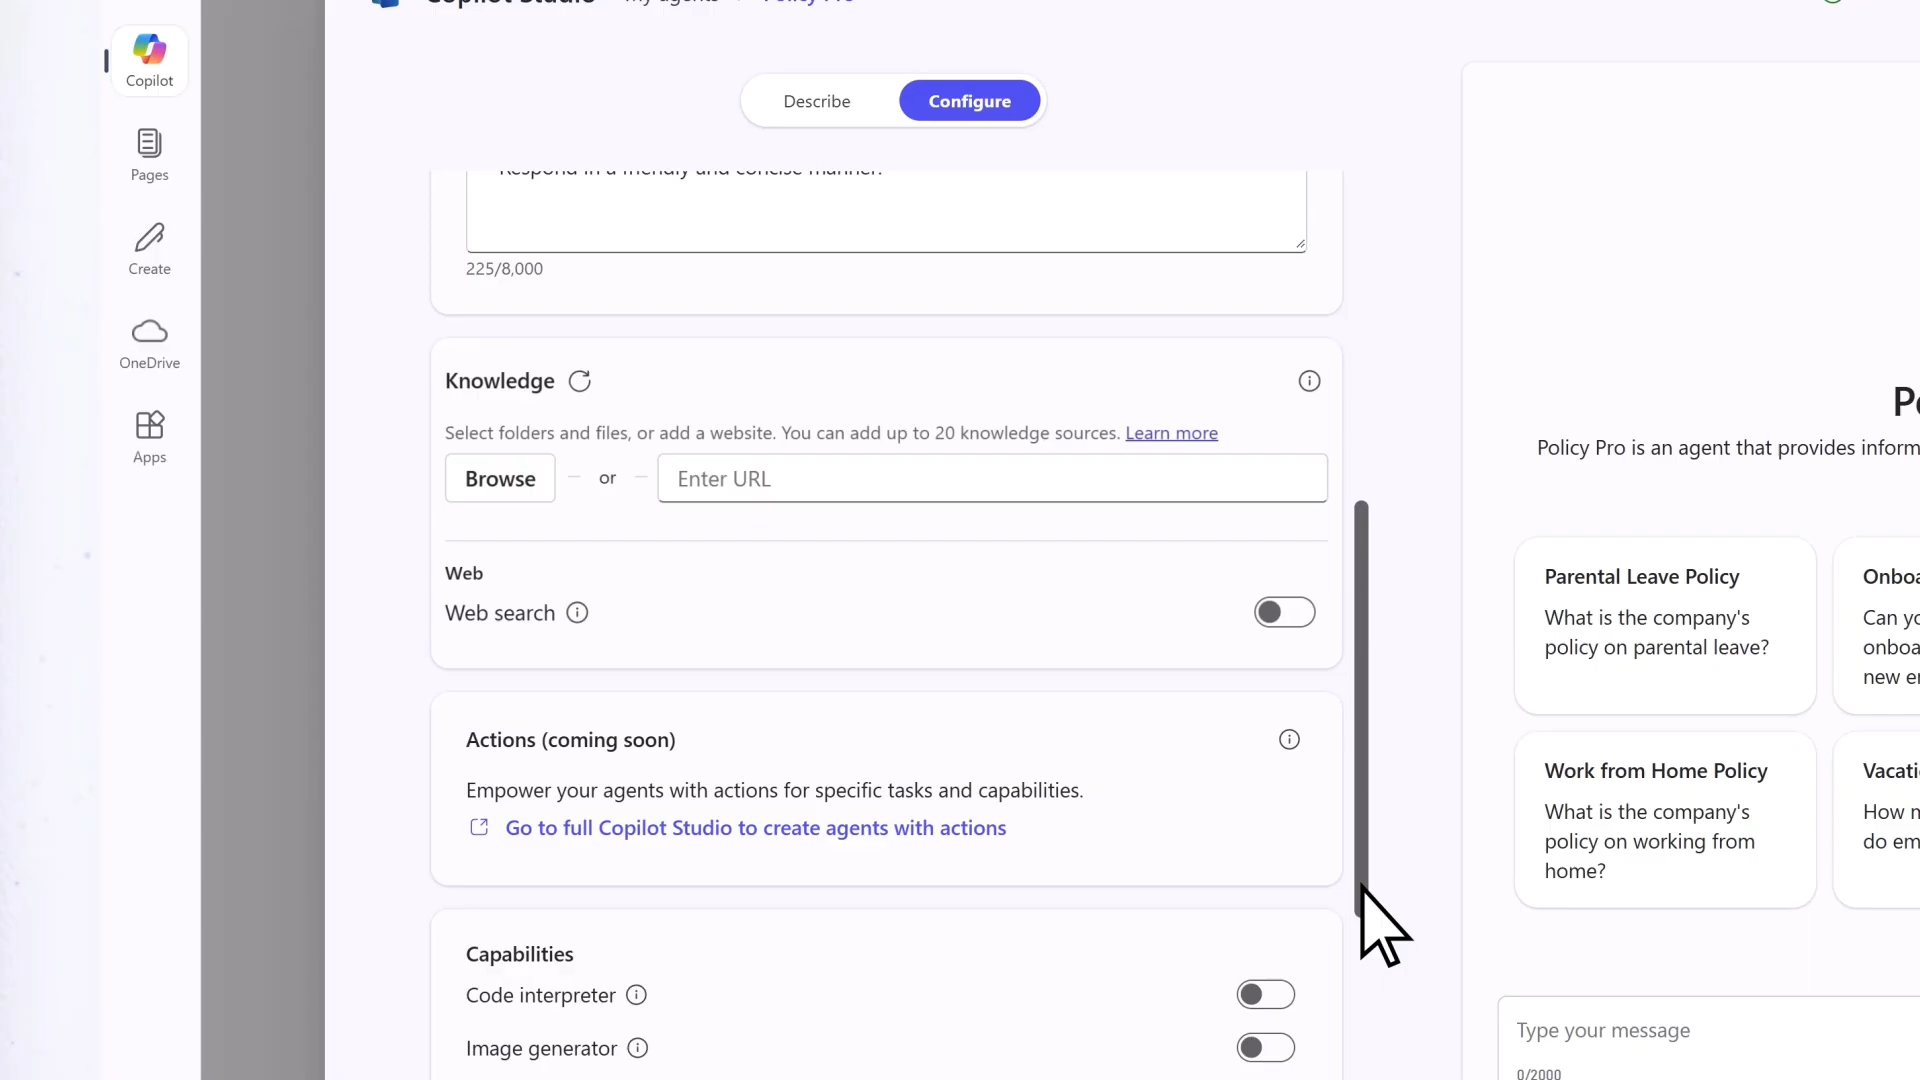 Copilot Studio My agents Policy Pro
Copilot
Pages
Create
OneDrive
Apps
Describe
Configure
Respond in a friendly and concise manner.
225/8,000
Knowledge
Select folders and files, or add a website. You can add up to 20 knowledge sources. Learn more
Browse
or
Enter URL
Web
Web search
Actions (coming soon)
Empower your agents with actions for specific tasks and capabilities.
Go to full Copilot Studio to create agents with actions
Capabilities
Code interpreter
Image generator
Policy Pro is an agent that provides inform
Parental Leave Policy
What is the company's
policy on parental leave?
Onboa
Can yo
onboa
new e
Work from Home Policy
What is the company's
policy on working from
home?
Vacati
How m
do em
Type your message
0/2000